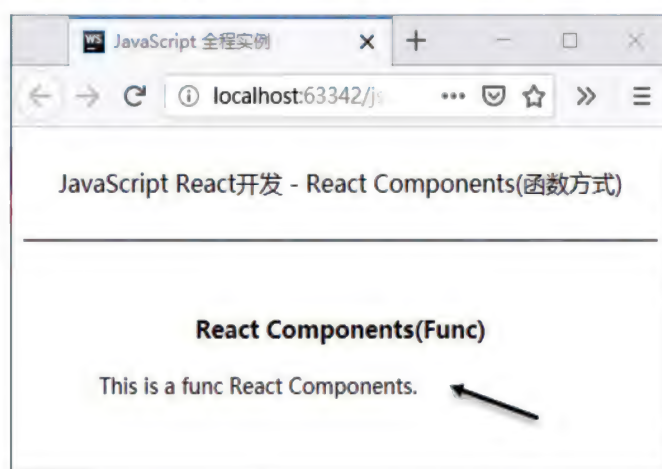 JavaScript 全程实例
localhost:63342/js
JavaScript React开发 - React Components(函数方式)
React Components(Func)
This is a func React Components.